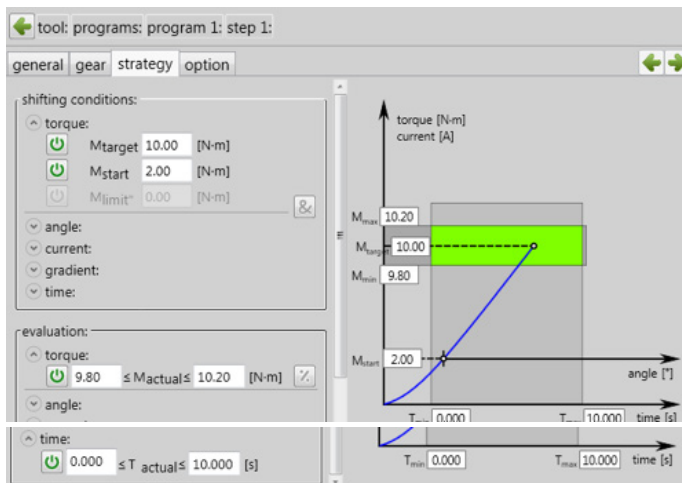 tool: programs: program 1: step 1:
general gear strategy option
shifting conditions:
torque:
Mtarget 10.00 [N-m]
Mstart 2.00 [N-m]
Mlimit- 0.00 [N-m]
&
angle:
current:
gradient:
time:
evaluation:
torque:
9.80 ≤ Mactual ≤ 10.20 [N-m] %
angle:
time:
0.000 ≤ T actual ≤ 10.000 [s]
torque [N-m]
current [A]
Mmax 10.20
Mtarget 10.00
Mmin 9.80
Mstart 2.00
angle [°]
Tmin 0.000 Tmax 10.000 time [s]
Tmin 0.000 Tmax 10.000 time [s]